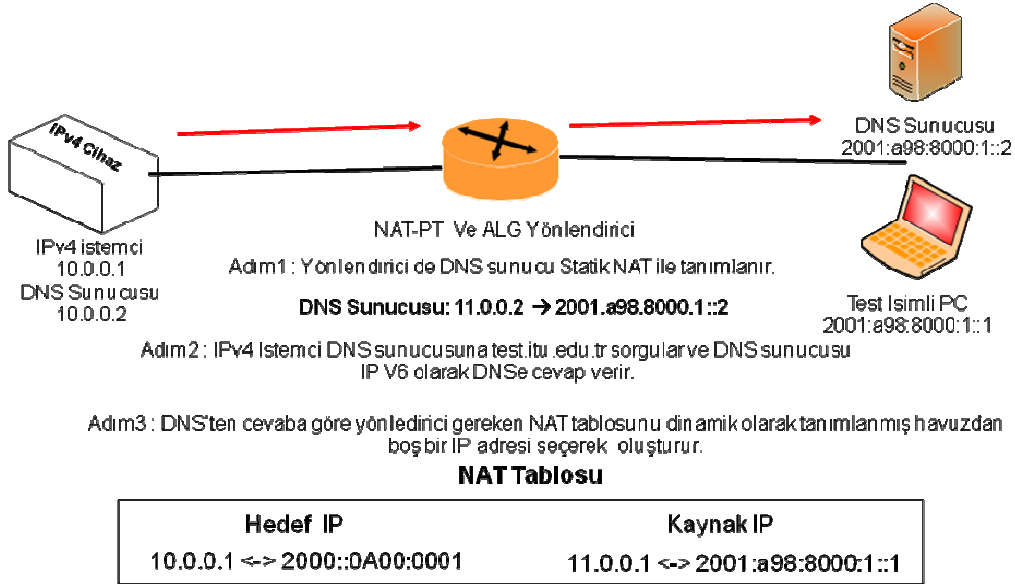 IPv4 Cihaz
IPv4 istemci
10.0.0.1
DNS Sunucusu
10.0.0.2
DNS Sunucusu
2001:a98:8000:1::2
Test Isimli PC
2001:a98:8000:1::1
NAT-PT Ve ALG Yönlendirici
Adım1 : Yönlendirici de DNS sunucu Statik NAT ile tanımlanır.
DNS Sunucusu: 11.0.0.2 → 2001.a98.8000.1::2
Adım2 : IPv4 Istemci DNS sunucusuna test.itu.edu.tr sorgular ve DNS sunucusu
IP V6 olarak DNSe cevap verir.
Adım3 : DNS'ten cevaba göre yönledirici gereken NAT tablosunu dinamik olarak tanımlanmış havuzdan
boş bir IP adresi seçerek oluşturur.
NAT Tablosu
Hedef IP Kaynak IP
10.0.0.1 <-> 2000::0A00:0001 11.0.0.1 <-> 2001:a98:8000:1::1